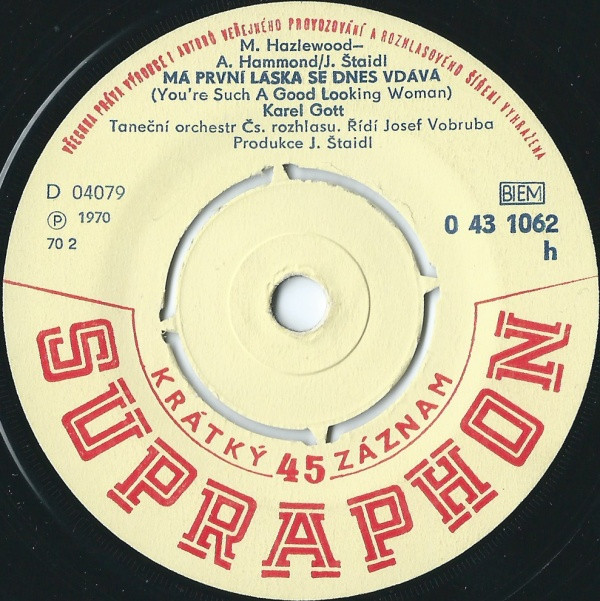 VŠECHNA PRÁVA VÝROBCE I AUTORŮ VEŘEJNÉHO PROVOZOVÁNÍ A ROZHLASOVÉHO ŠÍŘENÍ VYHRAZENA
M. Hazlewood–
A. Hammond/J. Štaidl
MÁ PRVNÍ LÁSKA SE DNES VDÁVÁ
(You're Such A Good Looking Woman)
Karel Gott
Taneční orchestr Čs. rozhlasu. Řídí Josef Vobruba
Produkce J. Štaidl
D 04079
Ⓟ 1970
70 2
BIEM
0 43 1062
h
KRÁTKÝ 45 ZÁZNAM
SUPRAPHON